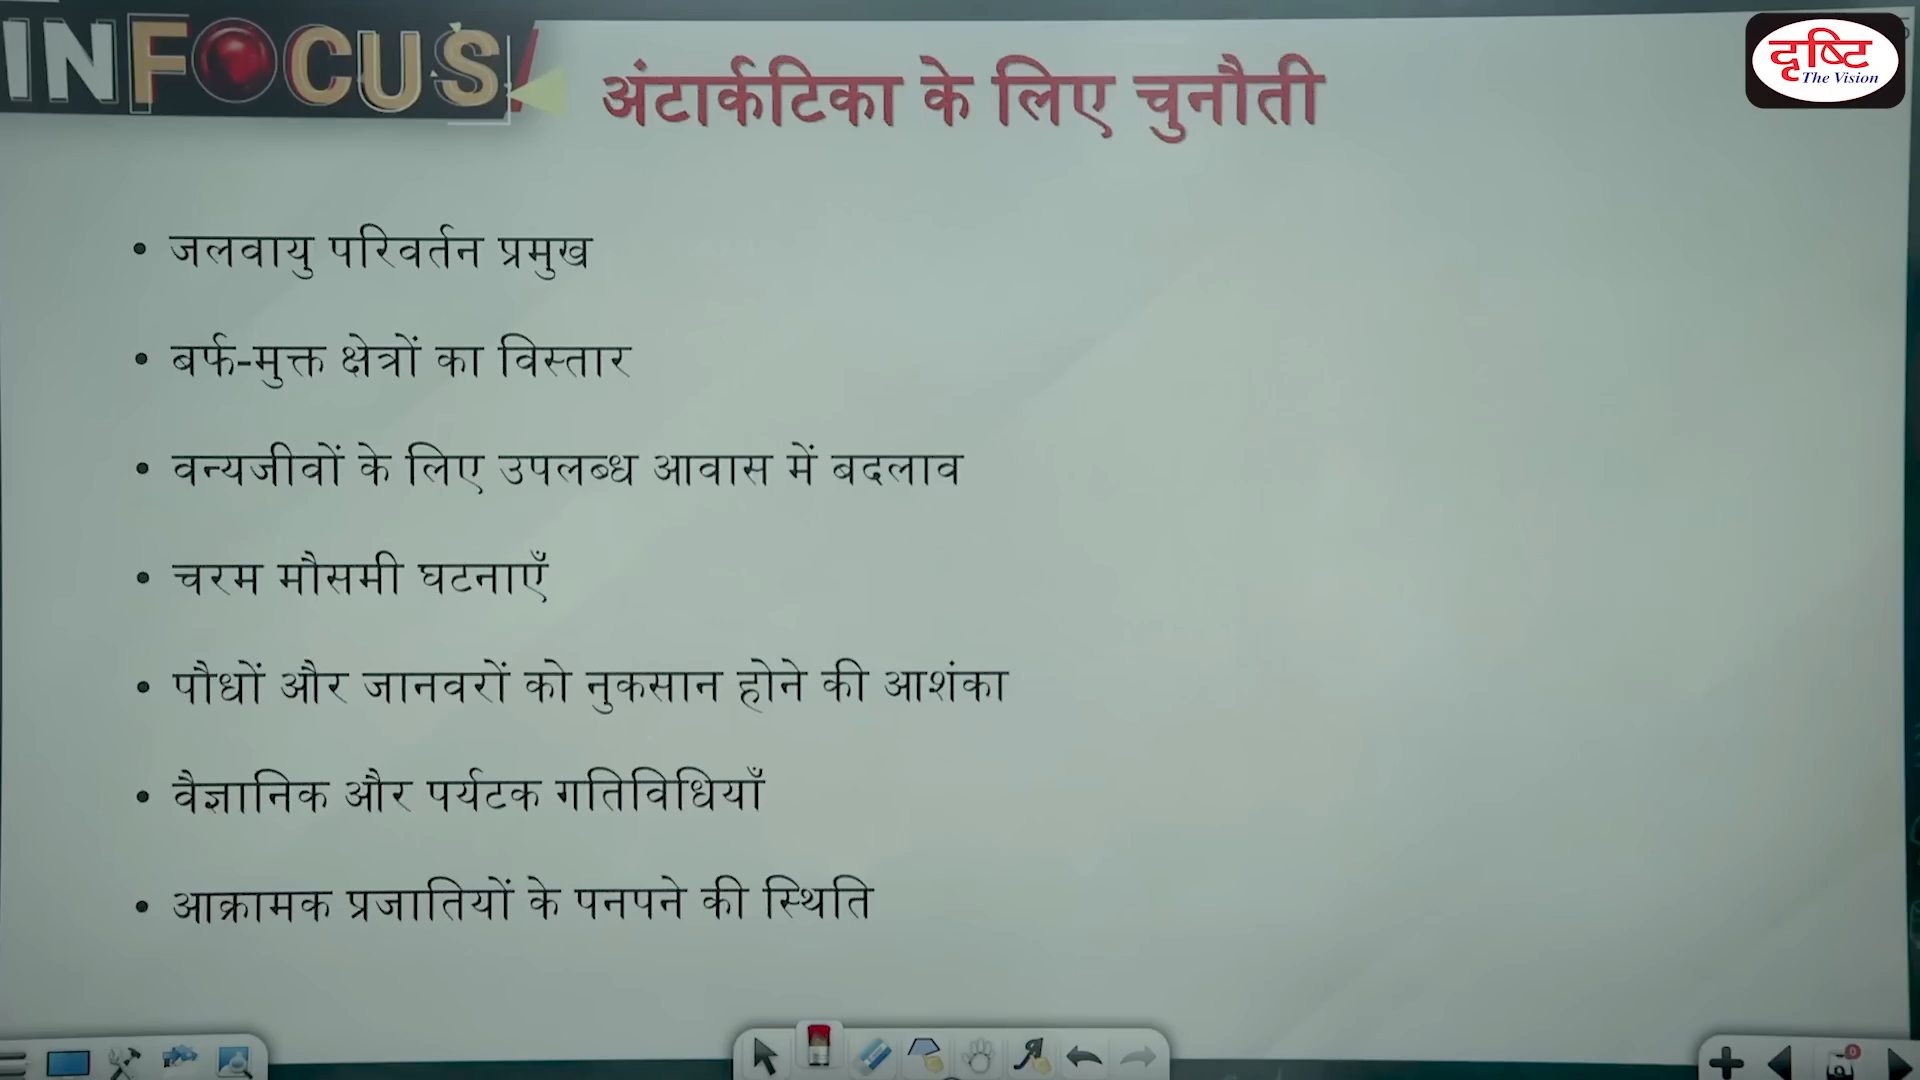 INFOCUS
अंटार्कटिका के लिए चुनौती
दृष्टि
The Vision
• जलवायु परिवर्तन प्रमुख
• बर्फ-मुक्त क्षेत्रों का विस्तार
• वन्यजीवों के लिए उपलब्ध आवास में बदलाव
• चरम मौसमी घटनाएँ
• पौधों और जानवरों को नुकसान होने की आशंका
• वैज्ञानिक और पर्यटक गतिविधियाँ
• आक्रामक प्रजातियों के पनपने की स्थिति